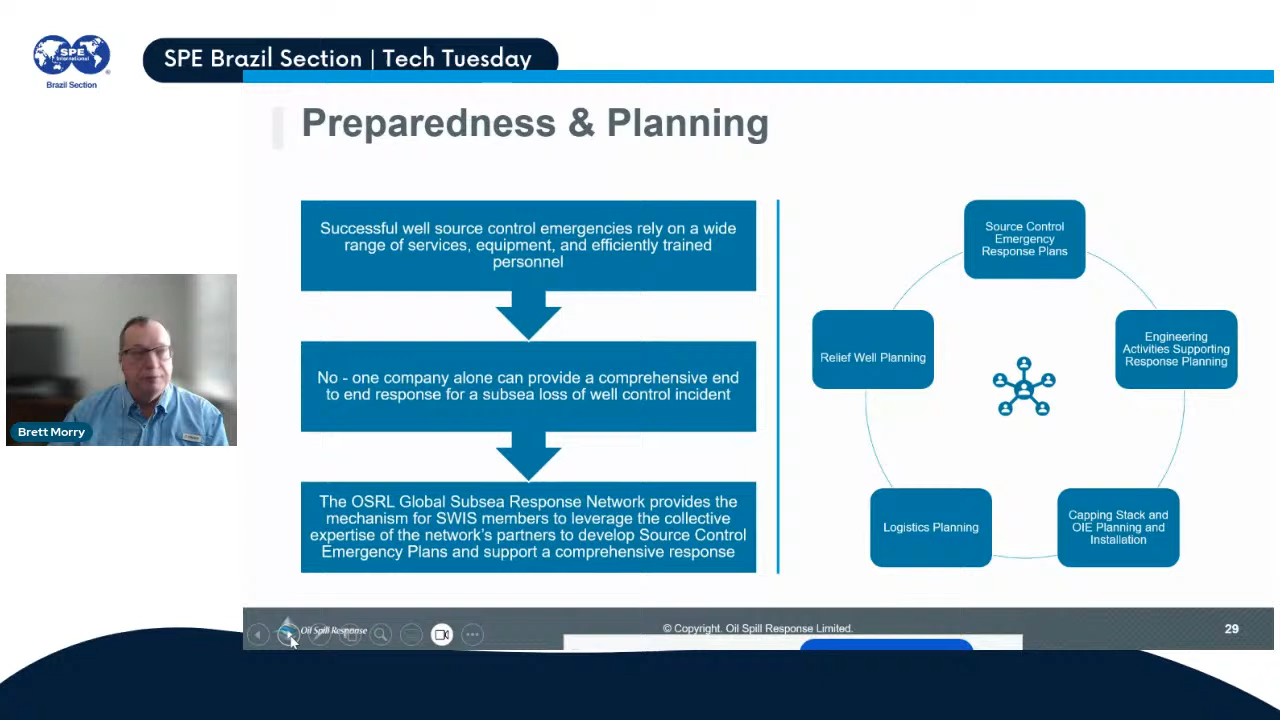 SPE
International
Brazil Section
SPE Brazil Section | Tech Tuesday
Preparedness & Planning
Successful well source control emergencies rely on a wide
range of services, equipment, and efficiently trained
personnel
No - one company alone can provide a comprehensive end
to end response for a subsea loss of well control incident
The OSRL Global Subsea Response Network provides the
mechanism for SWIS members to leverage the collective
expertise of the network's partners to develop Source Control
Emergency Plans and support a comprehensive response
Source Control
Emergency
Response Plans
Engineering
Activities Supporting
Response Planning
Capping Stack and
OIE Planning and
Installation
Logistics Planning
Relief Well Planning
Brett Morry
Oil Spill Response
© Copyright. Oil Spill Response Limited.
29